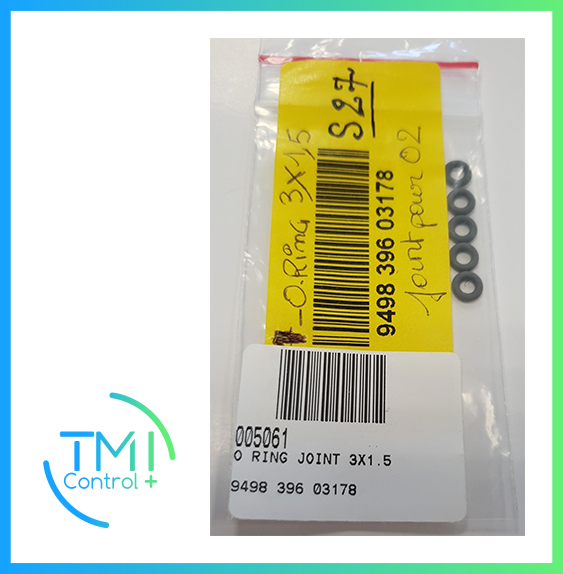 S27
O.Ring 3X1,5
9498 396 03178
Joint pour O2
005061
O RING JOINT 3X1.5
9498 396 03178
TMI
Control +